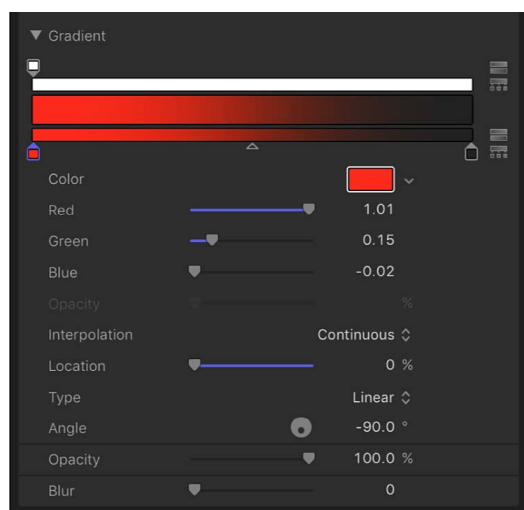 Gradient
Color
Red 1.01
Green 0.15
Blue -0.02
Opacity %
Interpolation Continuous
Location 0 %
Type Linear
Angle -90.0 °
Opacity 100.0 %
Blur 0